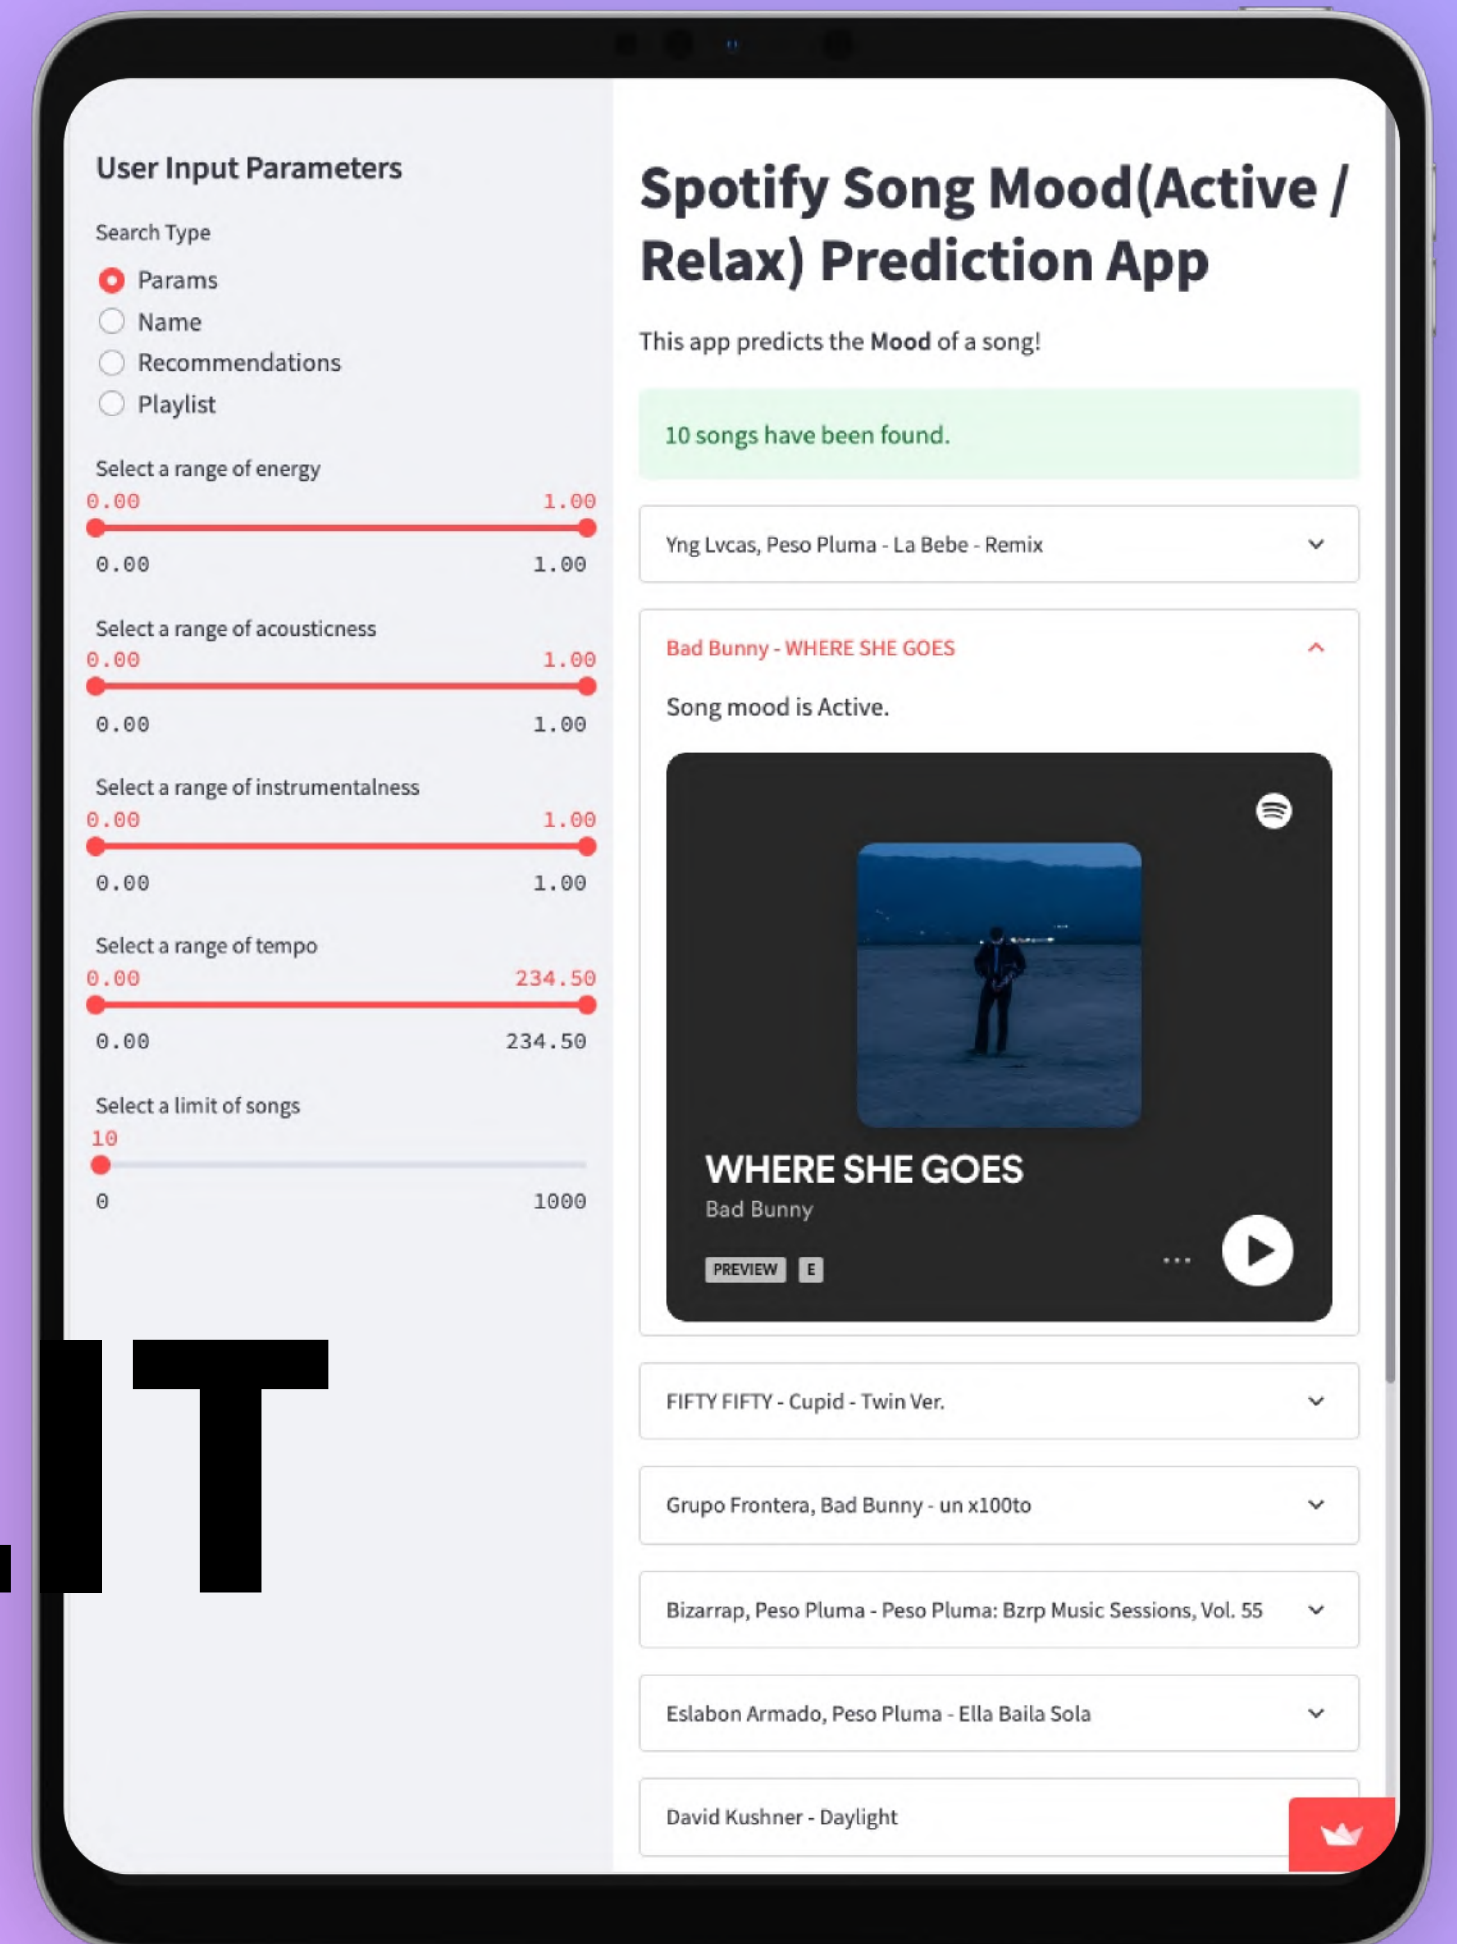 User Input Parameters
Search Type
Params
Name
Recommendations
Playlist
Select a range of energy
0.00 1.00
0.00 1.00
Select a range of acousticness
0.00 1.00
0.00 1.00
Select a range of instrumentalness
0.00 1.00
0.00 1.00
Select a range of tempo
0.00 234.50
0.00 234.50
Select a limit of songs
10
0 1000
IT
Spotify Song Mood(Active /
Relax) Prediction App
This app predicts the Mood of a song!
10 songs have been found.
Yng Lvcas, Peso Pluma - La Bebe - Remix
Bad Bunny - WHERE SHE GOES
Song mood is Active.
WHERE SHE GOES
Bad Bunny
PREVIEW E
FIFTY FIFTY - Cupid - Twin Ver.
Grupo Frontera, Bad Bunny - un x100to
Bizarrap, Peso Pluma - Peso Pluma: Bzrp Music Sessions, Vol. 55
Eslabon Armado, Peso Pluma - Ella Baila Sola
David Kushner - Daylight